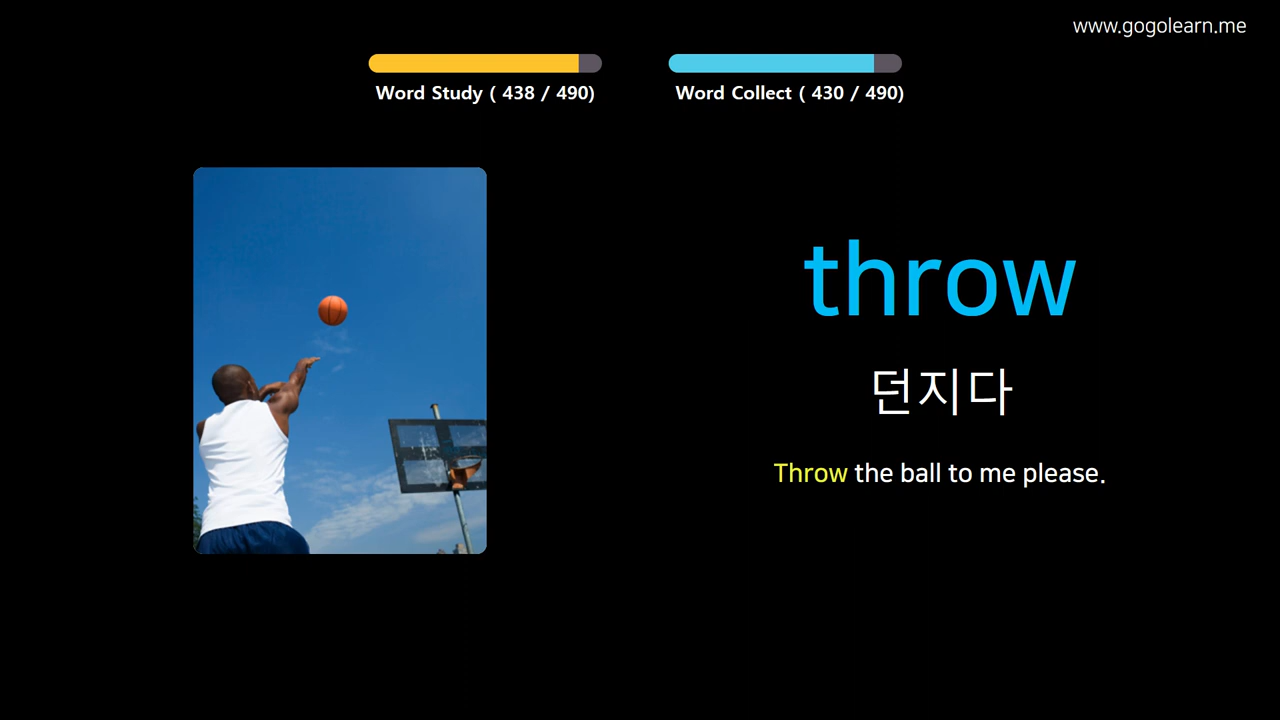 www.gogolearn.me
Word Study ( 438 / 490)
Word Collect ( 430 / 490)
throw
던지다
Throw the ball to me please.